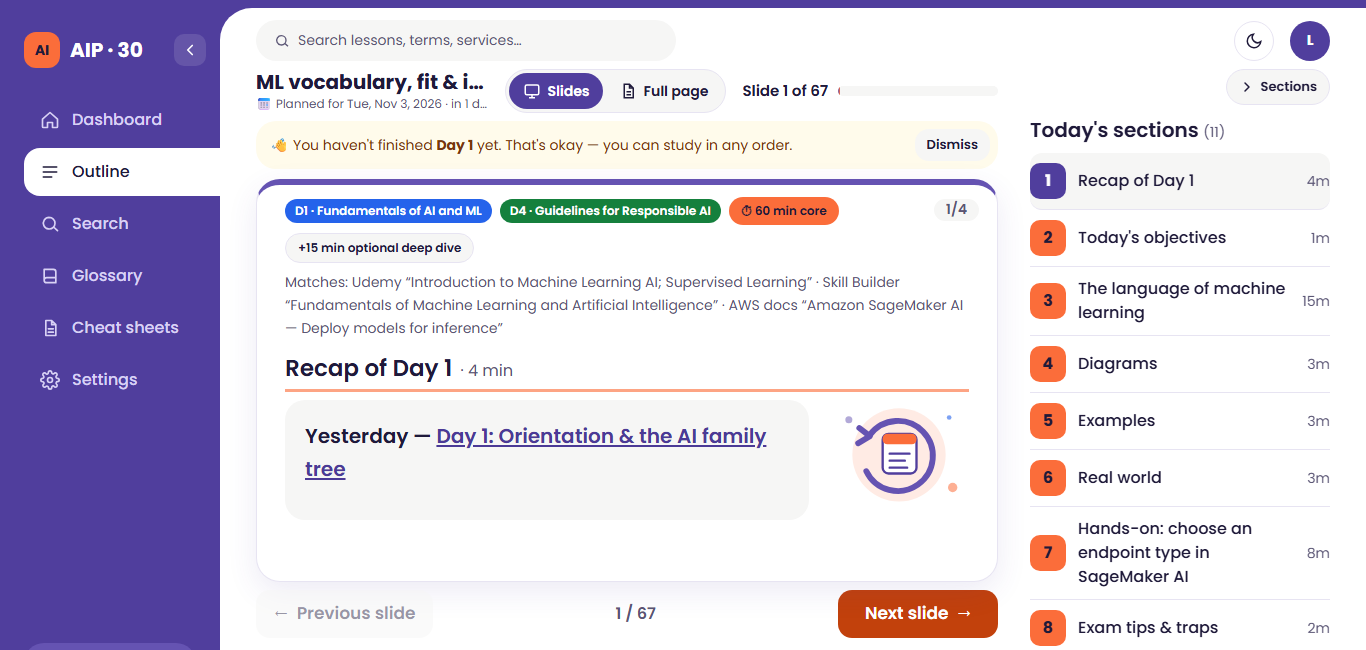 AI
AIP · 30
Dashboard
Outline
Search
Glossary
Cheat sheets
Settings
Search lessons, terms, services...
L
ML vocabulary, fit & i...
Planned for Tue, Nov 3, 2026 · in 1 d...
Slides
Full page
Slide 1 of 67
Sections
You haven't finished Day 1 yet. That's okay — you can study in any order.
Dismiss
D1 · Fundamentals of AI and ML
D4 · Guidelines for Responsible AI
60 min core
1/4
+15 min optional deep dive
Matches: Udemy “Introduction to Machine Learning AI; Supervised Learning” · Skill Builder
“Fundamentals of Machine Learning and Artificial Intelligence” · AWS docs “Amazon SageMaker AI
— Deploy models for inference”
Recap of Day 1 · 4 min
Yesterday — Day 1: Orientation & the AI family
tree
← Previous slide
1 / 67
Next slide →
Today's sections (11)
1 Recap of Day 1 4m
2 Today's objectives 1m
3 The language of machine
learning 15m
4 Diagrams 3m
5 Examples 3m
6 Real world 3m
7 Hands-on: choose an
endpoint type in
SageMaker AI 8m
8 Exam tips & traps 2m